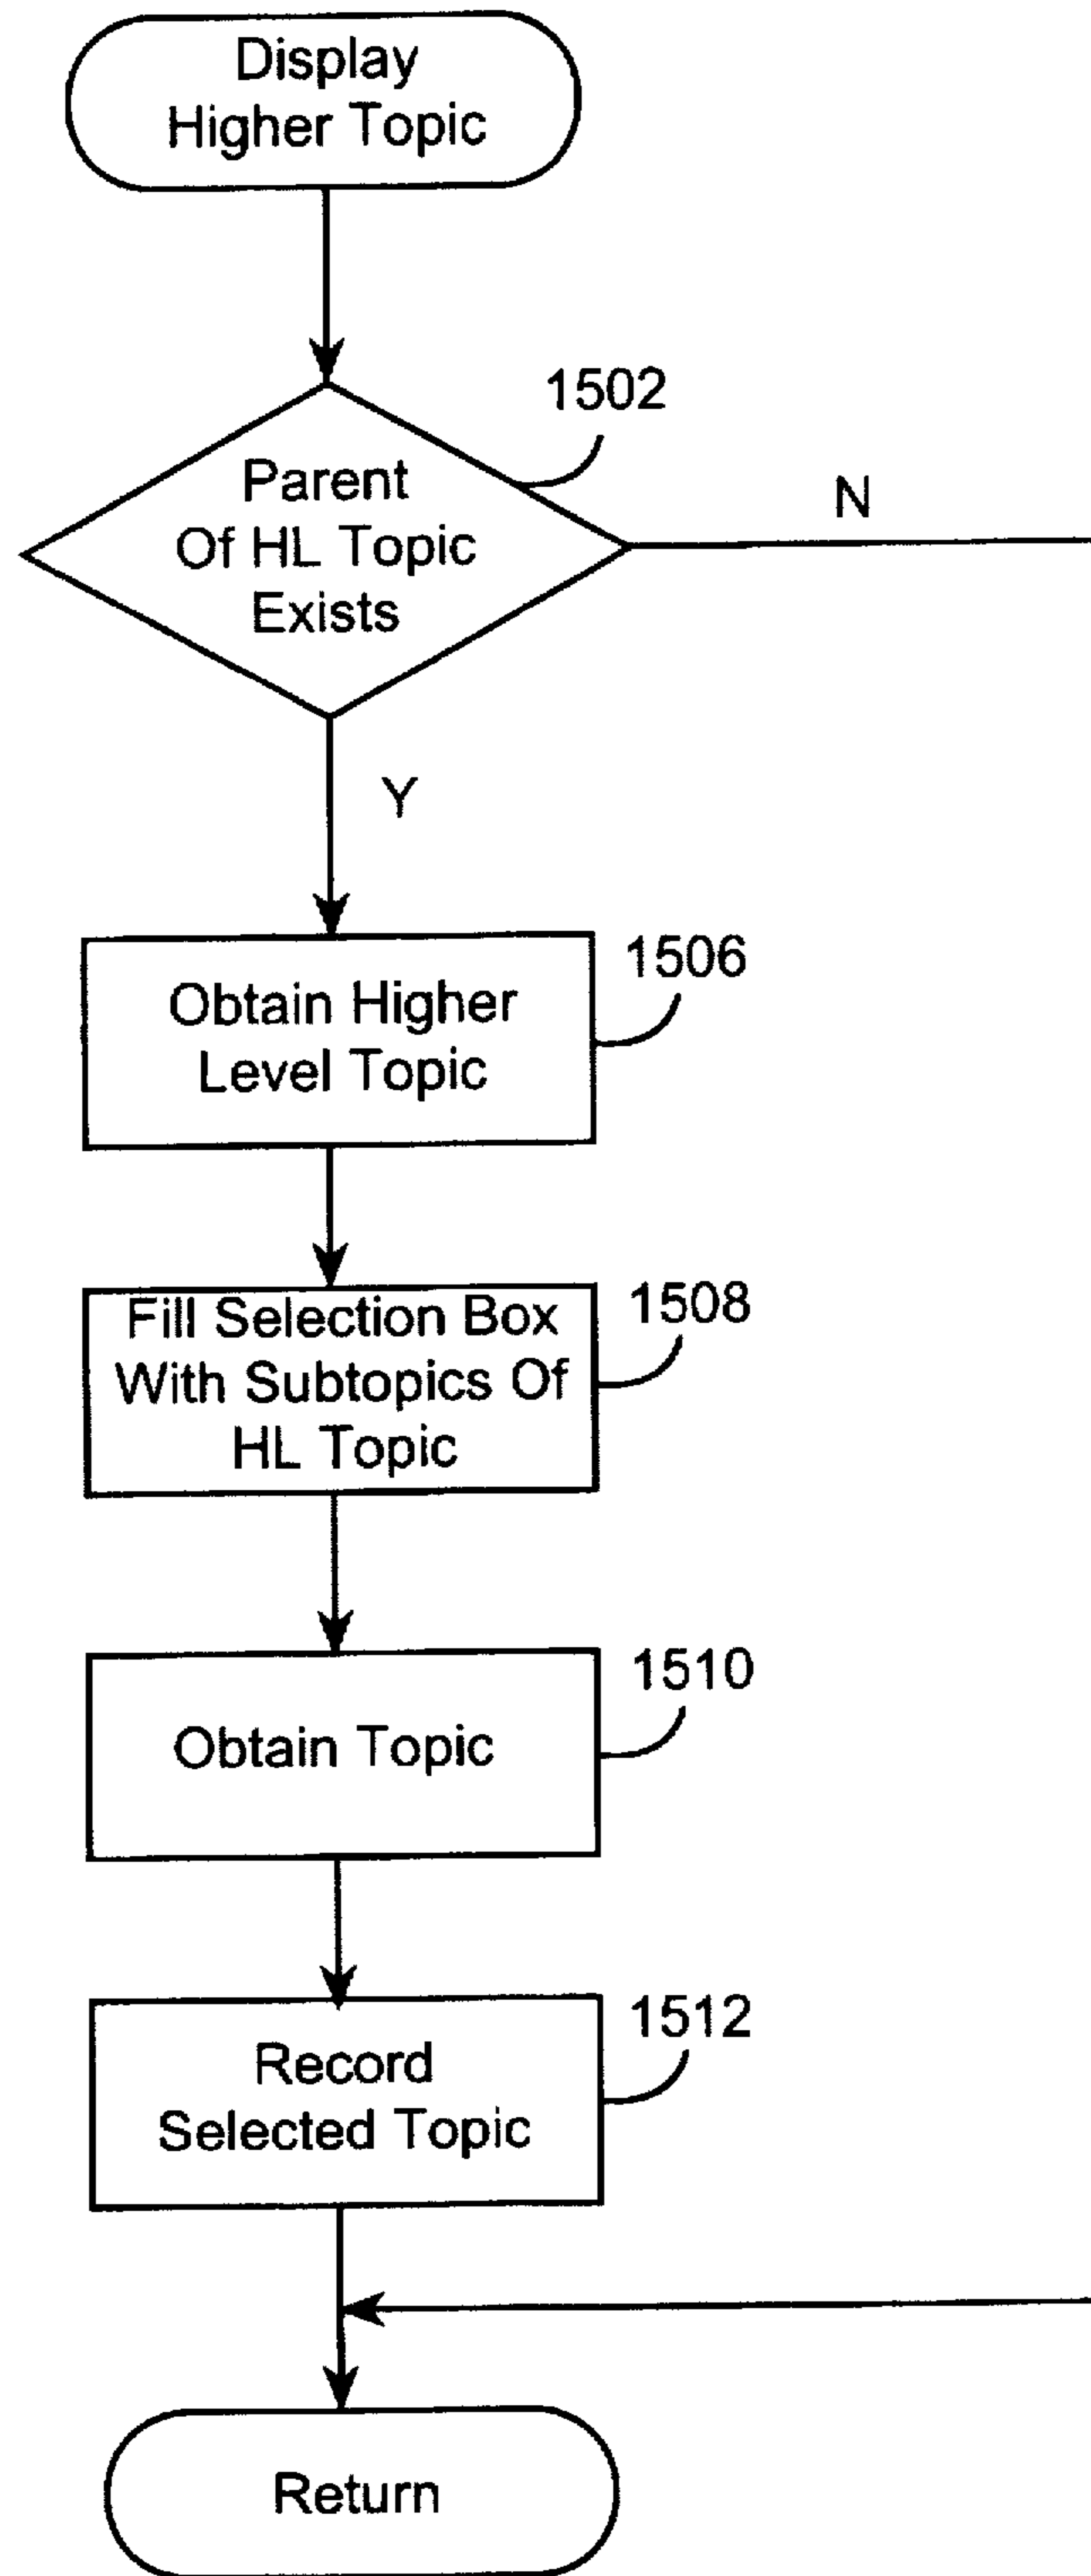 Display
Higher Topic
1502
Parent
Of HL Topic
Exists
N
Y
1506
Obtain Higher
Level Topic
1508
Fill Selection Box
With Subtopics Of
HL Topic
1510
Obtain Topic
1512
Record
Selected Topic
Return